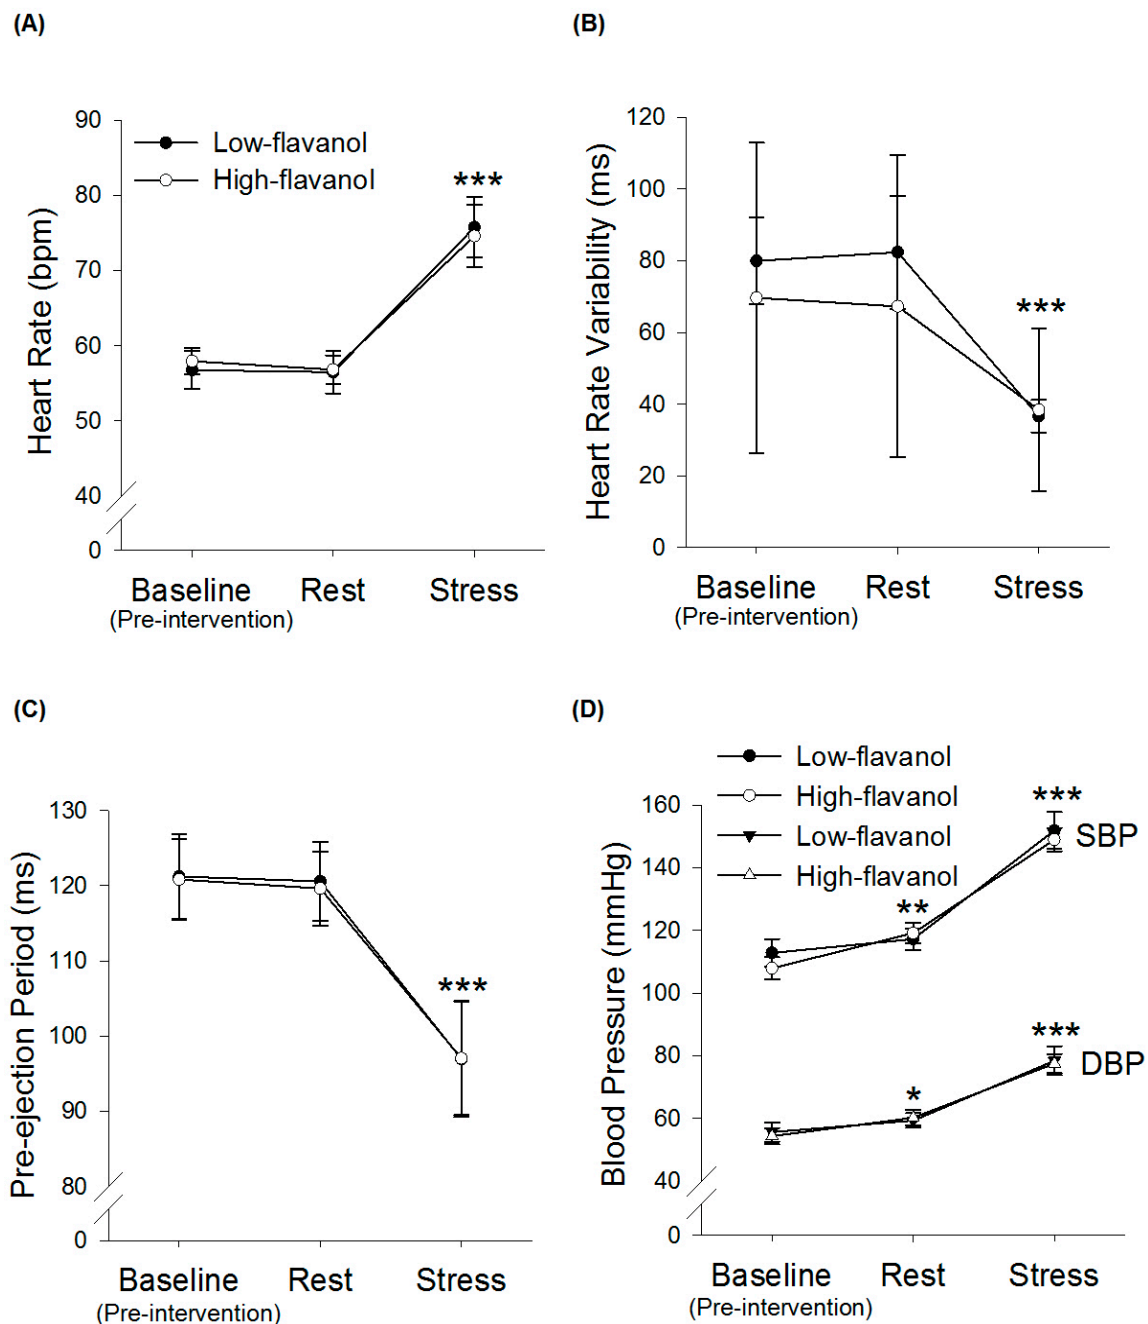 (A)
90
80
70
60
50
40
0
Heart Rate (bpm)
Low-flavanol
High-flavanol
***
Baseline
(Pre-intervention)
Rest
Stress
(B)
120
100
80
60
40
20
0
Heart Rate Variability (ms)
***
Baseline
(Pre-intervention)
Rest
Stress
(C)
130
120
110
100
90
80
0
Pre-ejection Period (ms)
***
Baseline
(Pre-intervention)
Rest
Stress
(D)
Low-flavanol
High-flavanol
Low-flavanol
High-flavanol
160
140
120
100
80
60
40
0
Blood Pressure (mmHg)
***
SBP
**
***
DBP
*
Baseline
(Pre-intervention)
Rest
Stress